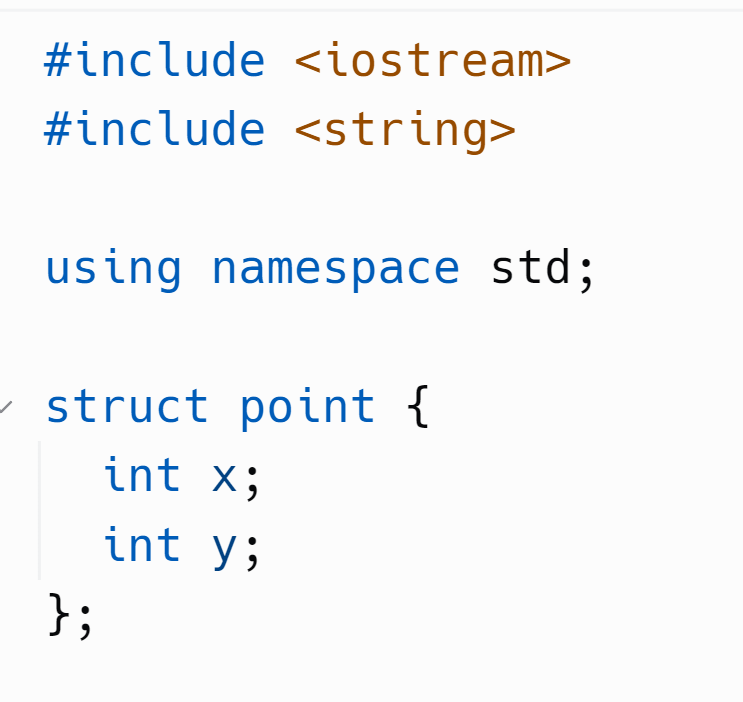 #include <iostream>
#include <string>
using namespace std;
struct point {
  int x;
  int y;
};